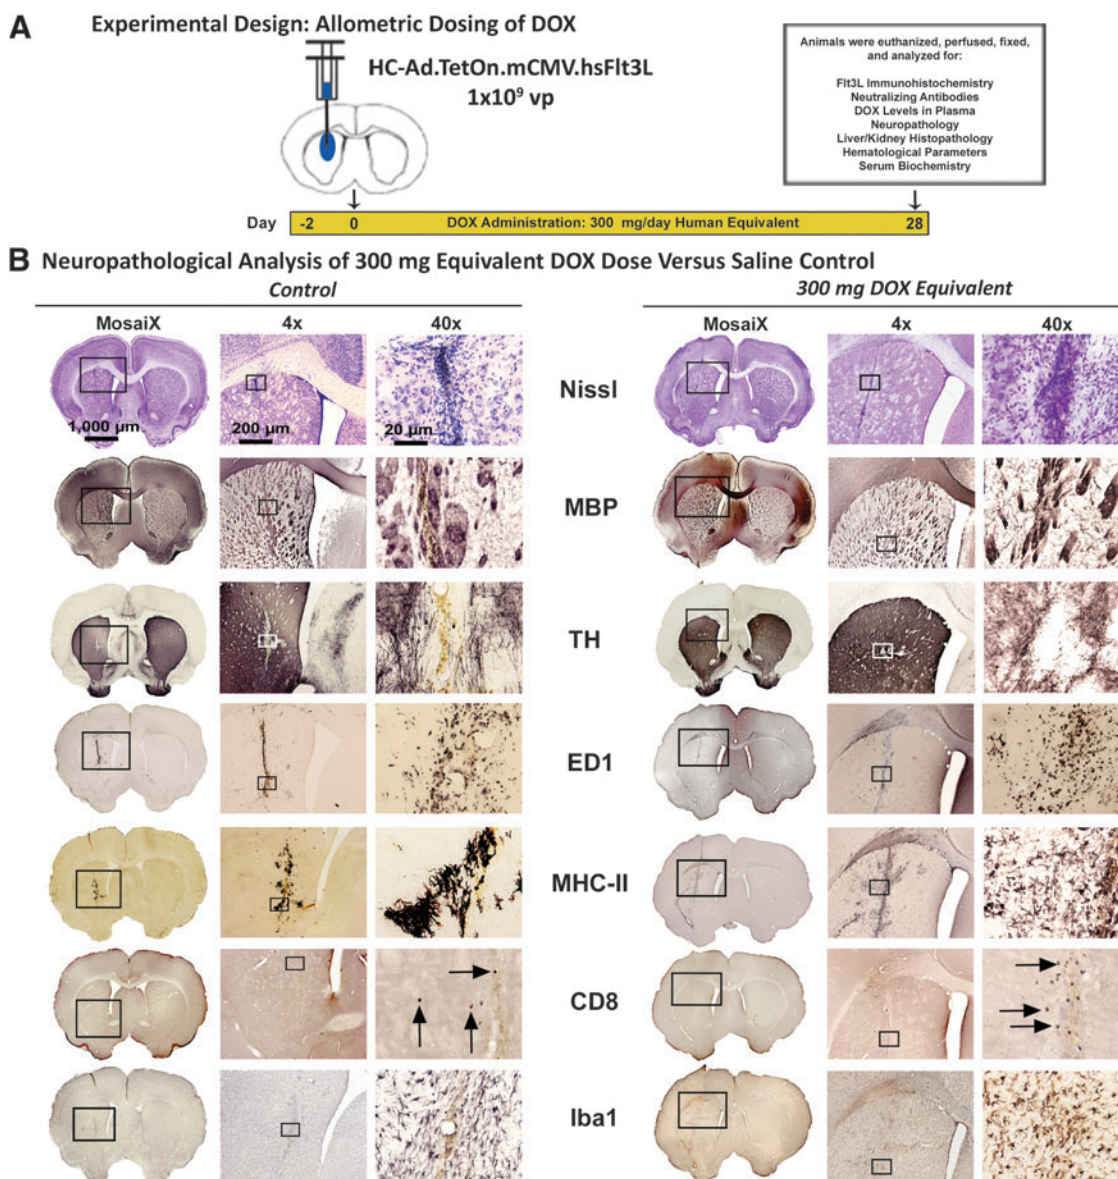 A
Experimental Design: Allometric Dosing of DOX
HC-Ad.TetOn.mCMV.hsFlt3L
1x10⁹ vp
Animals were euthanized, perfused, fixed,
and analyzed for:
Flt3L Immunohistochemistry
Neutralizing Antibodies
DOX Levels in Plasma
Neuropathology
Liver/Kidney Histopathology
Hematological Parameters
Serum Biochemistry
Day -2 0 DOX Administration: 300 mg/day Human Equivalent 28
B Neuropathological Analysis of 300 mg Equivalent DOX Dose Versus Saline Control
Control
300 mg DOX Equivalent
MosaiX 4x 40x
MosaiX 4x 40x
Nissl
1,000 µm 200 µm 20 µm
MBP
TH
ED1
MHC-II
CD8
Iba1